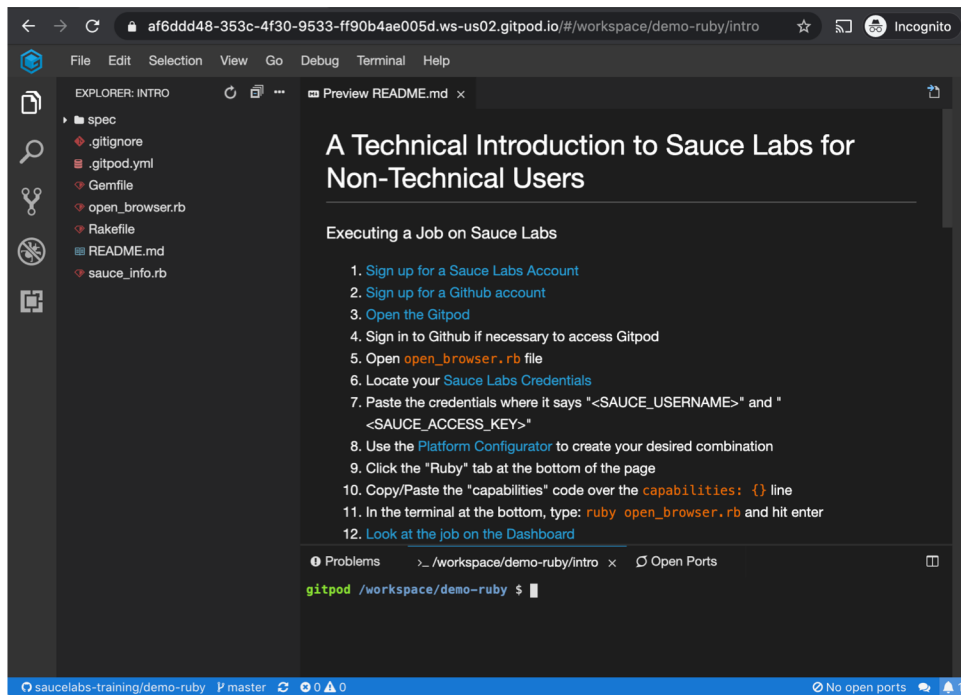 af6ddd48-353c-4f30-9533-ff90b4ae005d.ws-us02.gitpod.io/#/workspace/demo-ruby/intro
Incognito
File Edit Selection View Go Debug Terminal Help
EXPLORER: INTRO
Preview README.md
spec
.gitignore
.gitpod.yml
Gemfile
open_browser.rb
Rakefile
README.md
sauce_info.rb
A Technical Introduction to Sauce Labs for
Non-Technical Users
Executing a Job on Sauce Labs
1. Sign up for a Sauce Labs Account
2. Sign up for a Github account
3. Open the Gitpod
4. Sign in to Github if necessary to access Gitpod
5. Open open_browser.rb file
6. Locate your Sauce Labs Credentials
7. Paste the credentials where it says "<SAUCE_USERNAME>" and "
<SAUCE_ACCESS_KEY>"
8. Use the Platform Configurator to create your desired combination
9. Click the "Ruby" tab at the bottom of the page
10. Copy/Paste the "capabilities" code over the capabilities: {} line
11. In the terminal at the bottom, type: ruby open_browser.rb and hit enter
12. Look at the job on the Dashboard
Problems >_ /workspace/demo-ruby/intro Open Ports
gitpod /workspace/demo-ruby $
saucelabs-training/demo-ruby master 0 0 No open ports 1